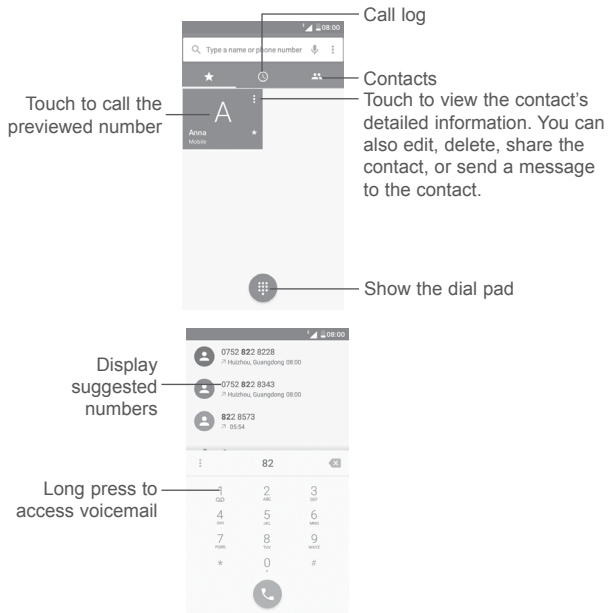 Call log
08:00
Type a name or phone number
Contacts
Touch to call the
previewed number
A
Anna
Mobile
Touch to view the contact's
detailed information. You can
also edit, delete, share the
contact, or send a message
to the contact.
Show the dial pad
08:00
Display
suggested
numbers
0752 822 8228
Huizhou, Guangdong 08:00
0752 822 8343
Huizhou, Guangdong 08:00
822 8573
05:54
82
Long press to
access voicemail
1 2 3
ABC DEF
4 5 6
GHI JKL MNO
7 8 9
PQRS TUV WXYZ
* 0 #
+